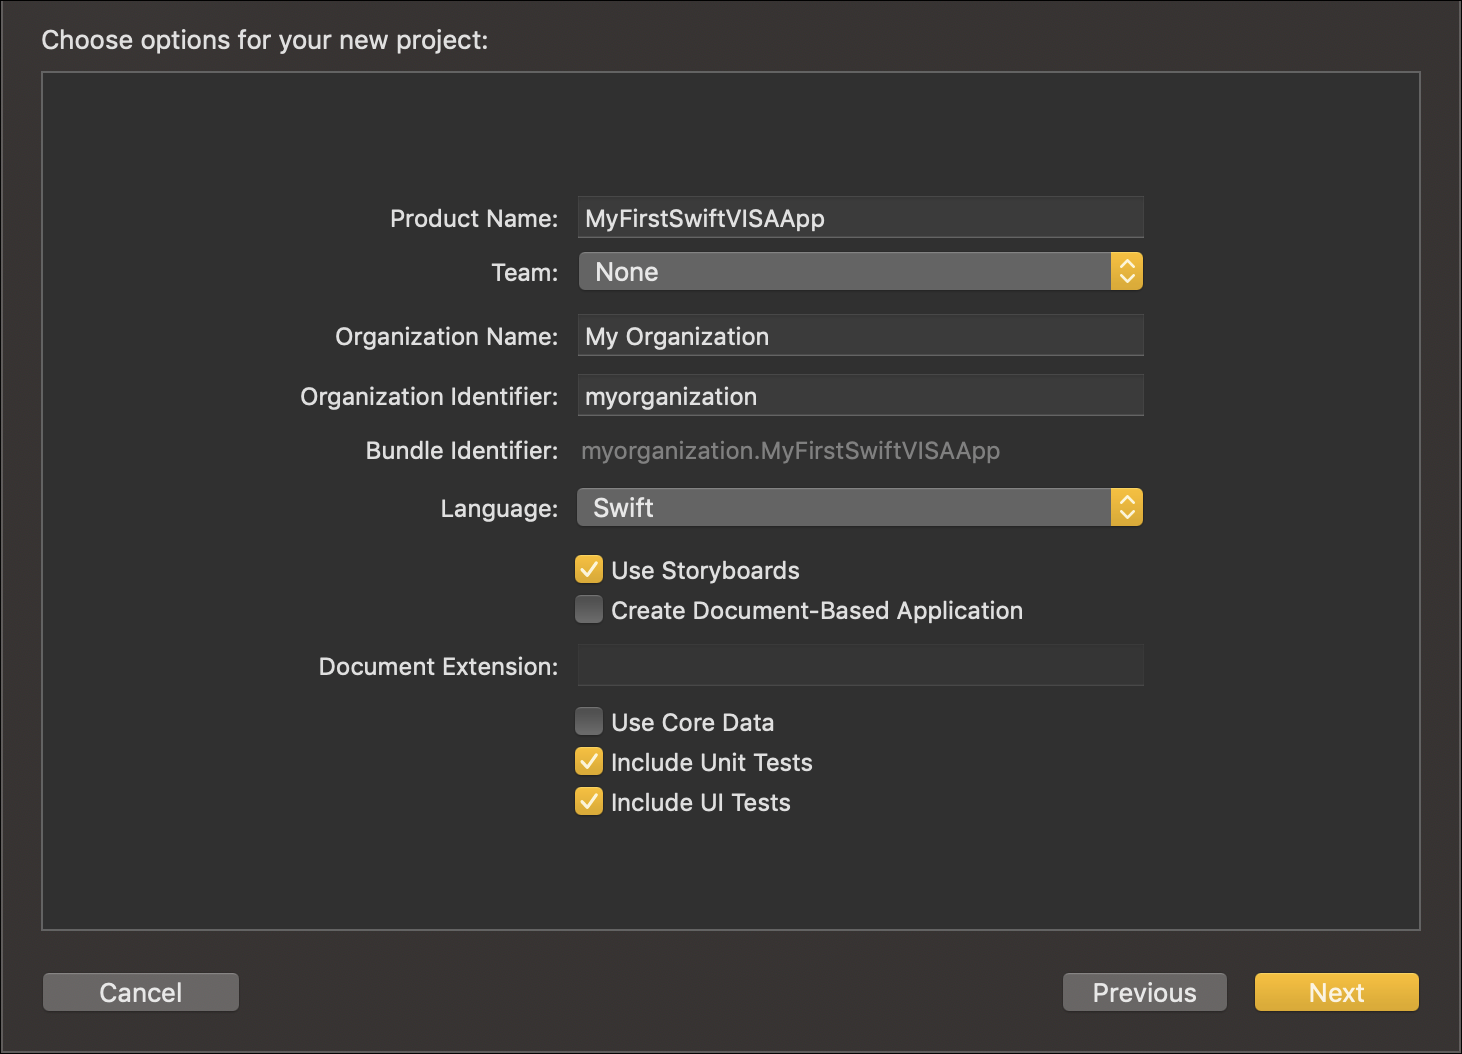 Choose options for your new project:
Product Name: MyFirstSwiftVISAApp
Team: None
Organization Name: My Organization
Organization Identifier: myorganization
Bundle Identifier: myorganization.MyFirstSwiftVISAApp
Language: Swift
Use Storyboards
Create Document-Based Application
Document Extension:
Use Core Data
Include Unit Tests
Include UI Tests
Cancel Previous Next